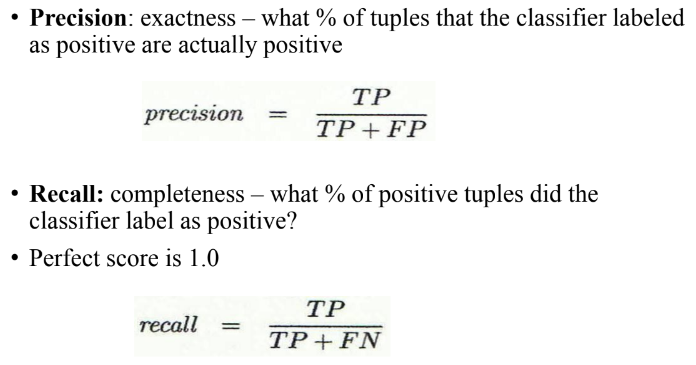 • Precision: exactness – what % of tuples that the classifier labeled
as positive are actually positive
precision = TP / TP + FP
• Recall: completeness – what % of positive tuples did the
classifier label as positive?
• Perfect score is 1.0
recall = TP / TP + FN